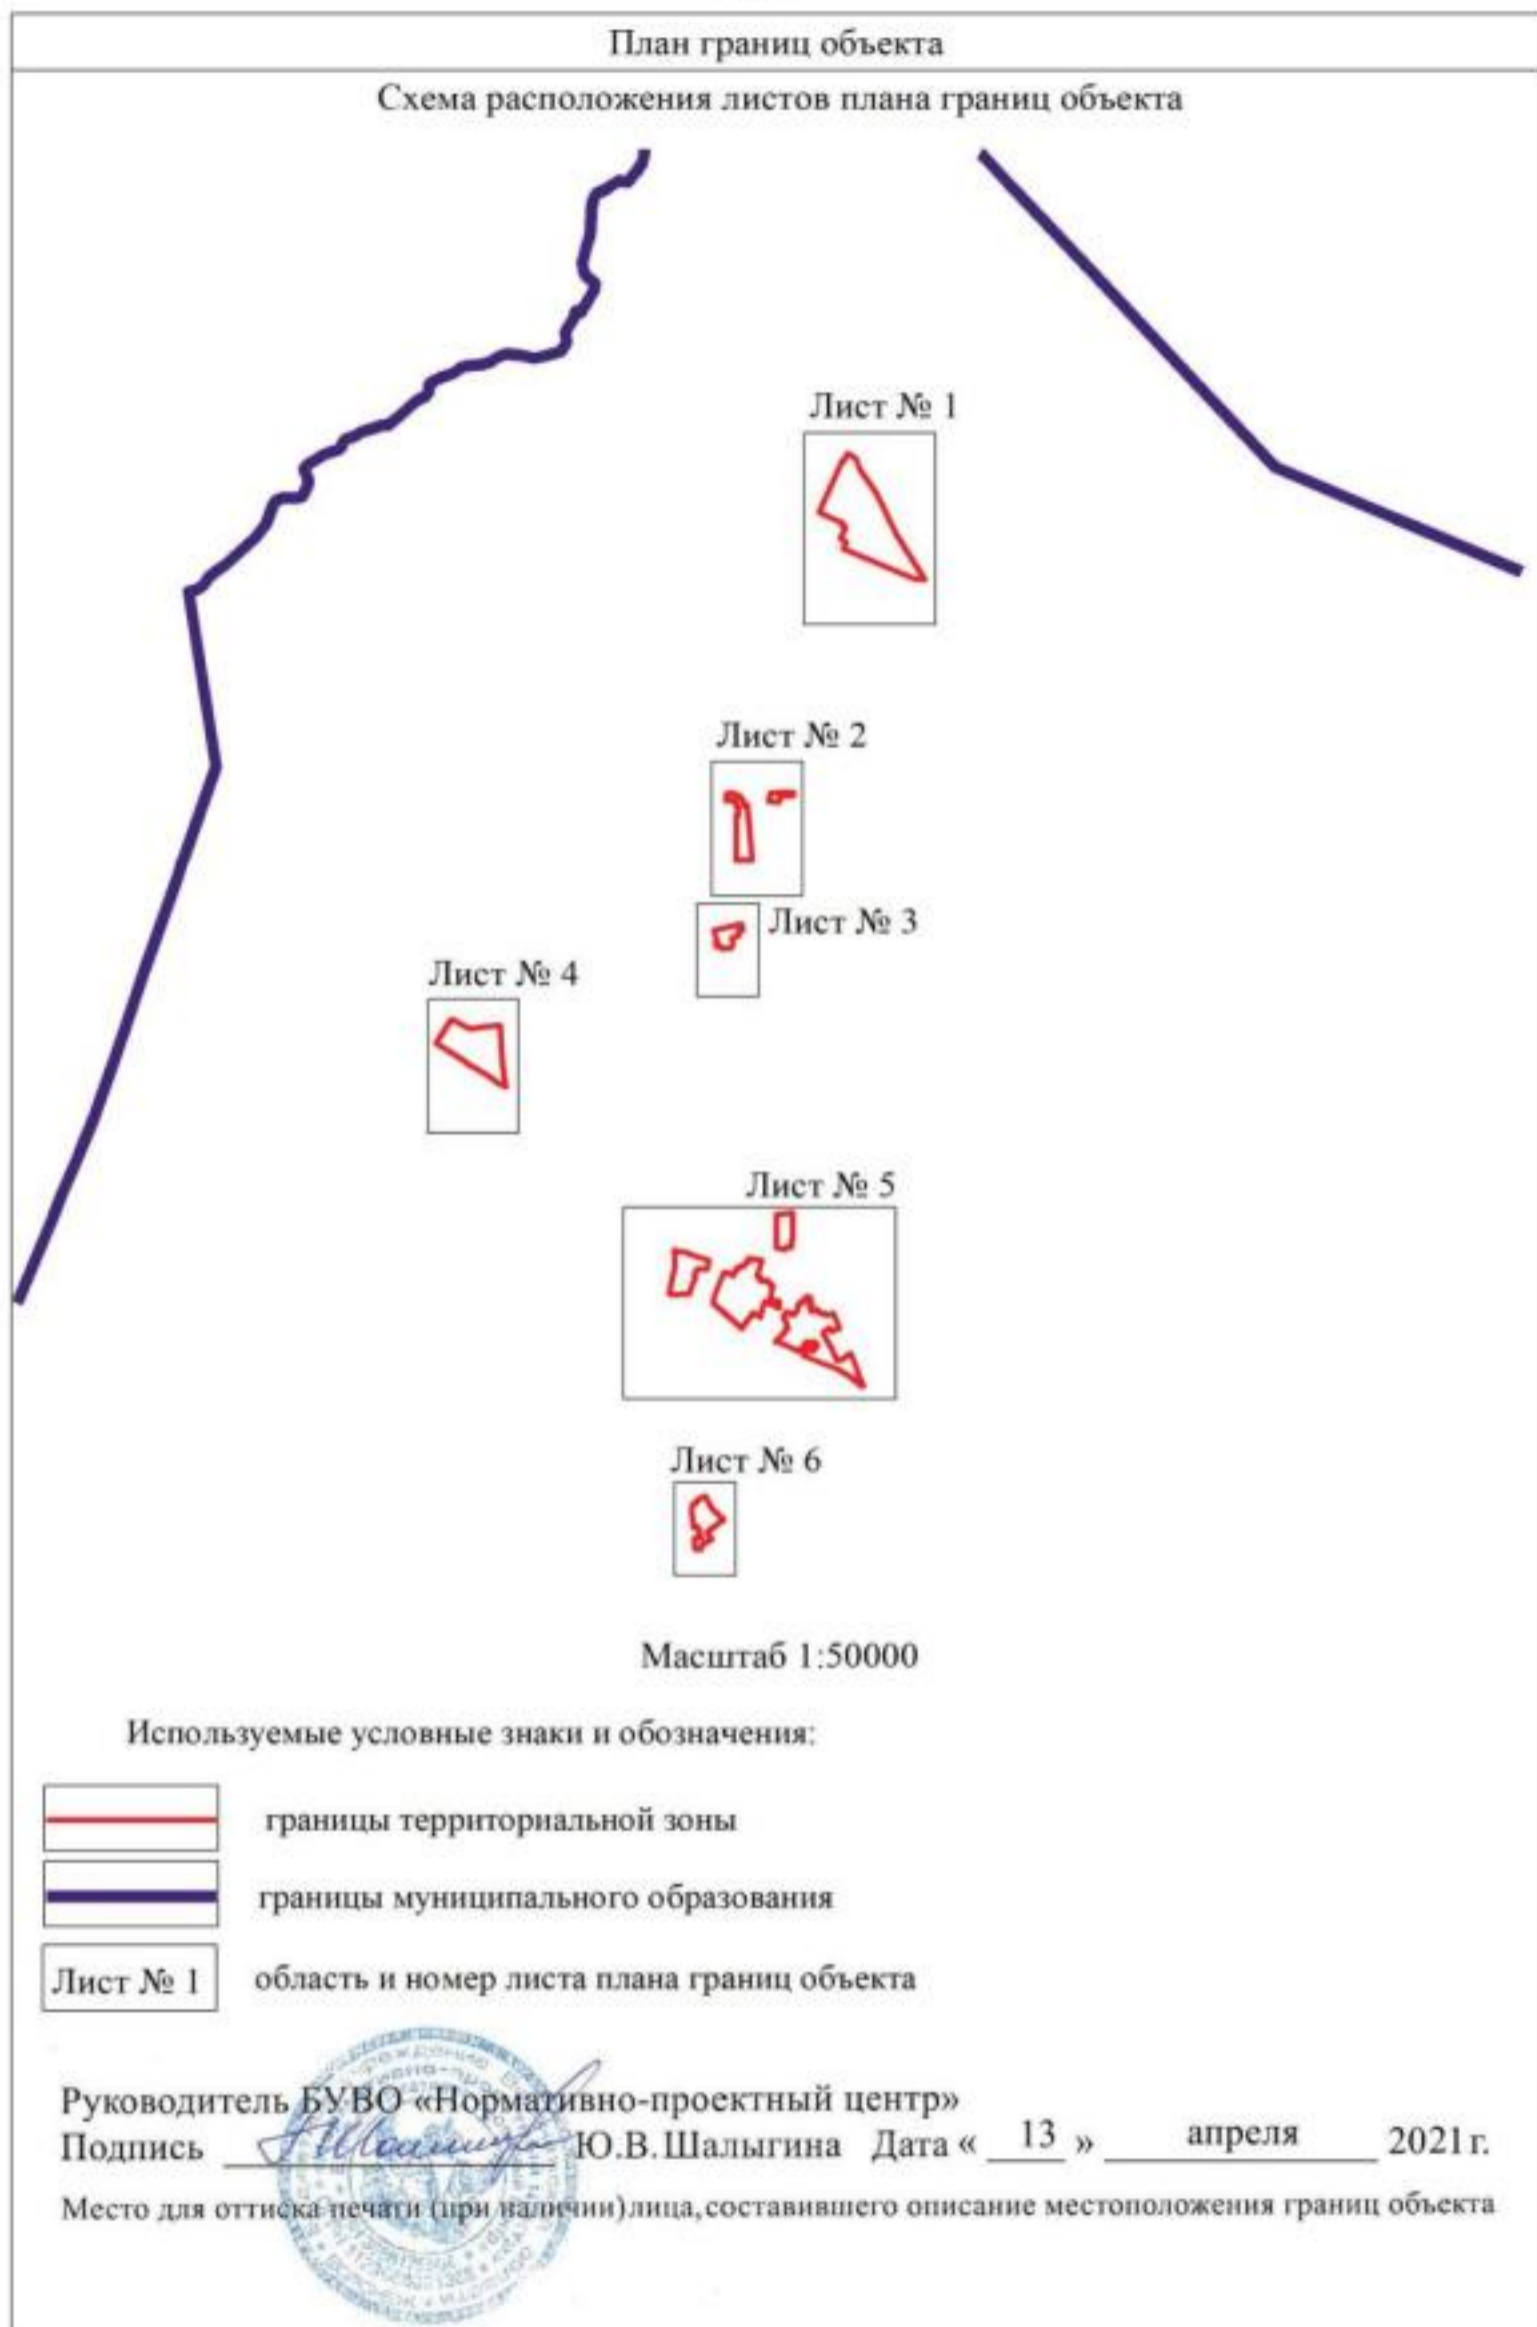 План границ объекта
Схема расположения листов плана границ объекта
Лист № 1
Лист № 2
Лист № 3
Лист № 4
Лист № 5
Лист № 6
Масштаб 1:50000
Используемые условные знаки и обозначения:
границы территориальной зоны
границы муниципального образования
Лист № 1 область и номер листа плана границ объекта
Руководитель БУВО «Нормативно-проектный центр»
Подпись Ю.В.Шалыгина Дата « 13 » апреля 2021г.
Место для оттиска печати (при наличии)лица,составившего описание местоположения границ объекта